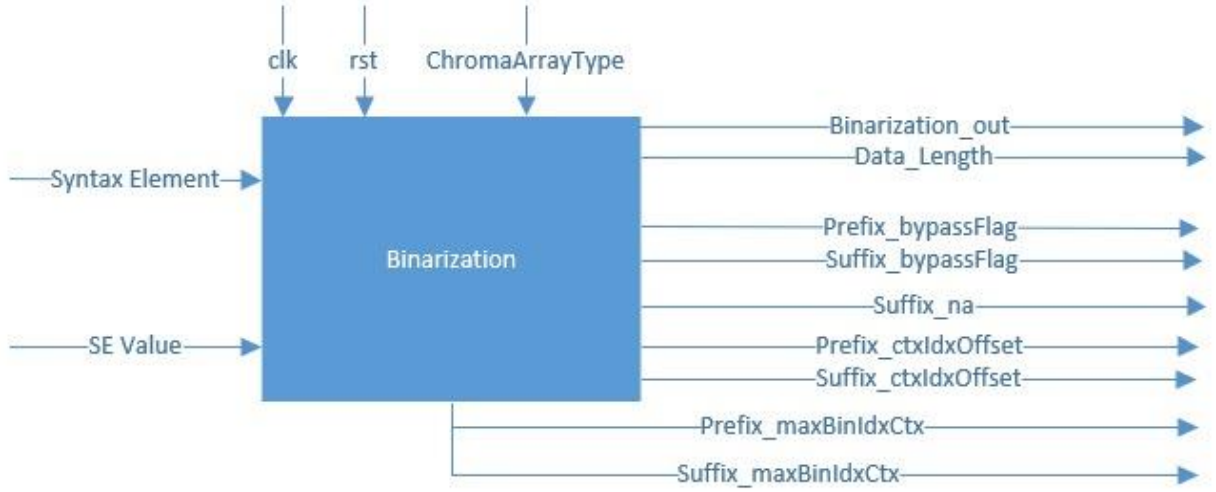 clk rst ChromaArrayType
Binarization_out
Data_Length
Syntax Element
Prefix_bypassFlag
Suffix_bypassFlag
Binarization
Suffix_na
SE Value
Prefix_ctxIdxOffset
Suffix_ctxIdxOffset
Prefix_maxBinIdxCtx
Suffix_maxBinIdxCtx